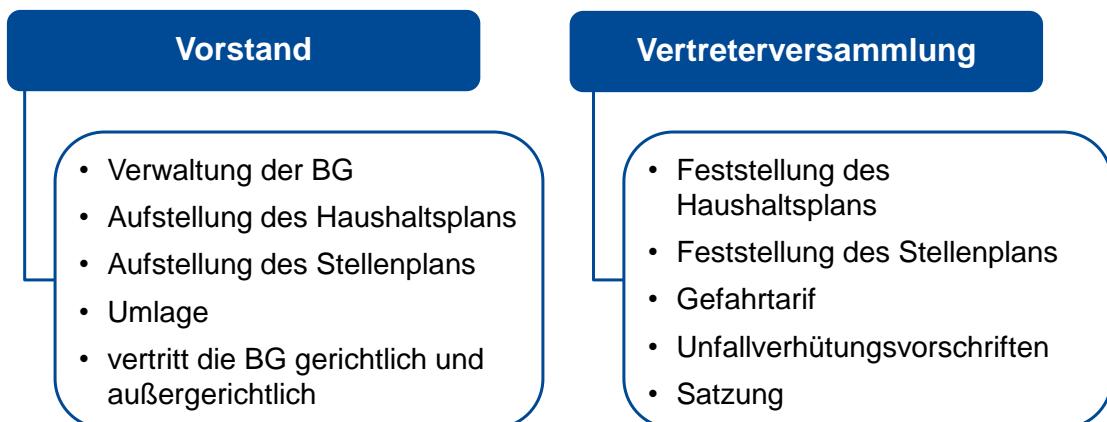 Vorstand
• Verwaltung der BG
• Aufstellung des Haushaltsplans
• Aufstellung des Stellenplans
• Umlage
• vertritt die BG gerichtlich und
außergerichtlich
Vertreterversammlung
• Feststellung des
Haushaltsplans
• Feststellung des Stellenplans
• Gefahrtarif
• Unfallverhütungsvorschriften
• Satzung